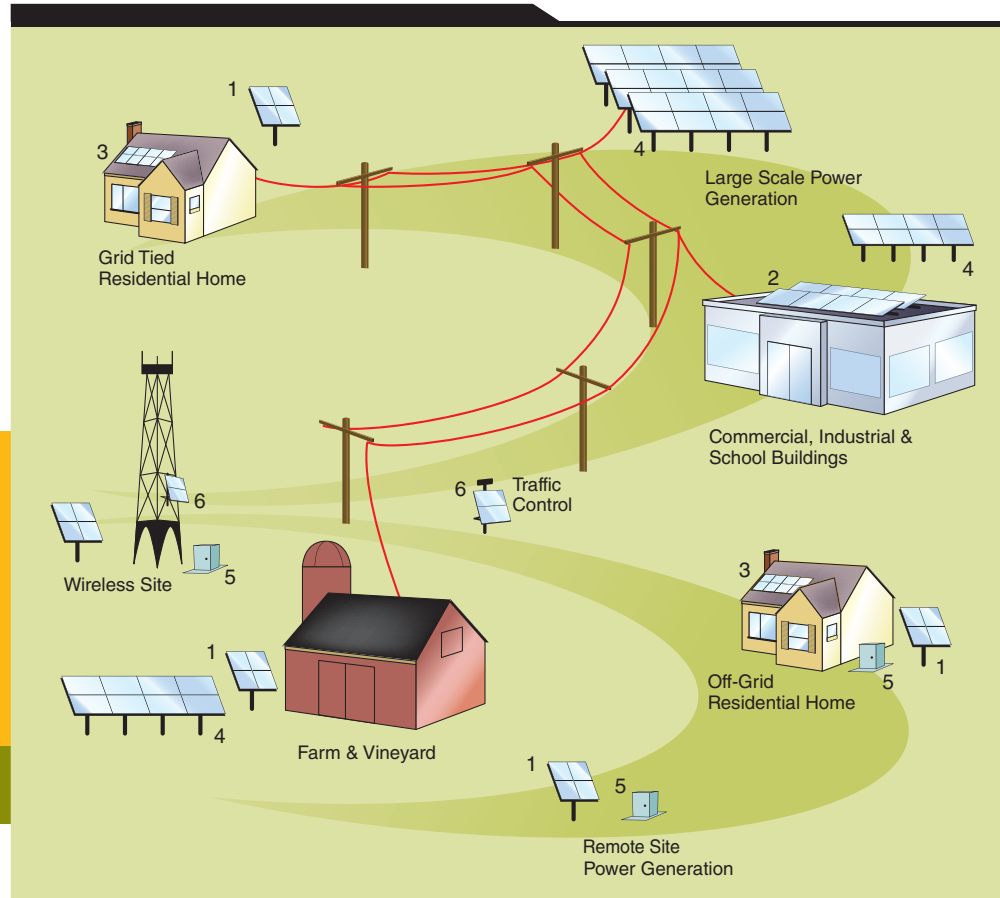 1
3
4
Large Scale Power
Generation
4
Grid Tied
Residential Home
2
Commercial, Industrial &
School Buildings
6
Traffic
Control
6
5
Wireless Site
3
1
5
Off-Grid
Residential Home
1
4
Farm & Vineyard
1
5
Remote Site
Power Generation